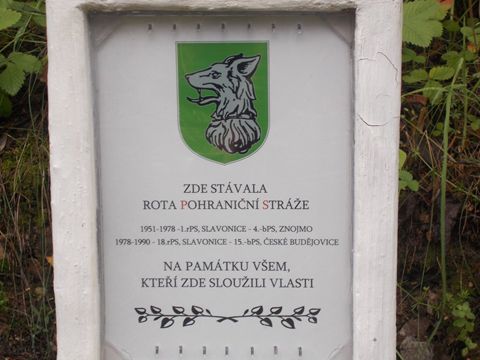 ZDE STÁVALA
ROTA POHRANIČNÍ STRÁŽE
1951-1978 -1.rPS, SLAVONICE - 4.-bPS, ZNOJMO
1978-1990 - 18.rPS, SLAVONICE - 15.-bPS, ČESKÉ BUDĚJOVICE
NA PAMÁTKU VŠEM,
KTEŘÍ ZDE SLOUŽILI VLASTI